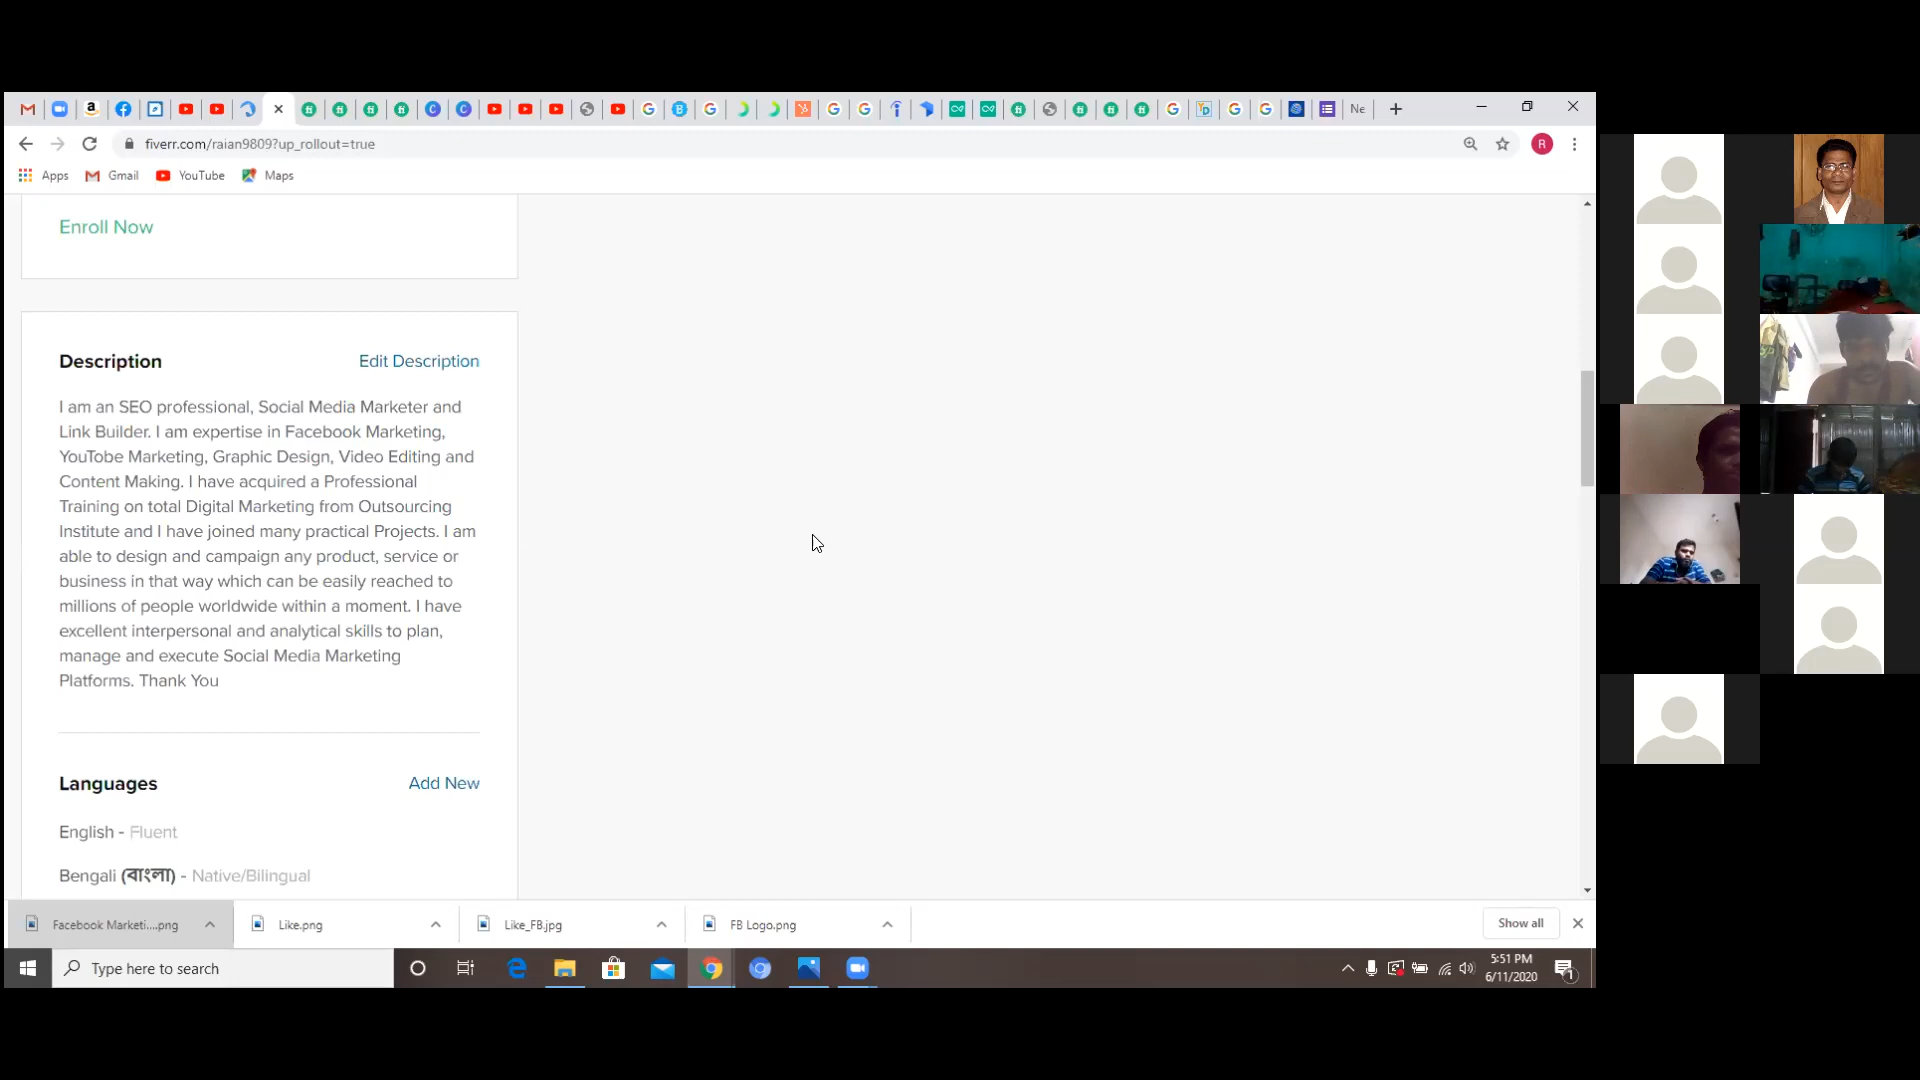 Ne
fiverr.com/raian9809?up_rollout=true
R
Apps Gmail YouTube Maps
Enroll Now
Description Edit Description
I am an SEO professional, Social Media Marketer and
Link Builder. I am expertise in Facebook Marketing,
YouTobe Marketing, Graphic Design, Video Editing and
Content Making. I have acquired a Professional
Training on total Digital Marketing from Outsourcing
Institute and I have joined many practical Projects. I am
able to design and campaign any product, service or
business in that way which can be easily reached to
millions of people worldwide within a moment. I have
excellent interpersonal and analytical skills to plan,
manage and execute Social Media Marketing
Platforms. Thank You
Languages Add New
English - Fluent
Bengali (বাংলা) - Native/Bilingual
Facebook Marketi....png Like.png Like_FB.jpg FB Logo.png Show all
Type here to search
5:51 PM
6/11/2020
1